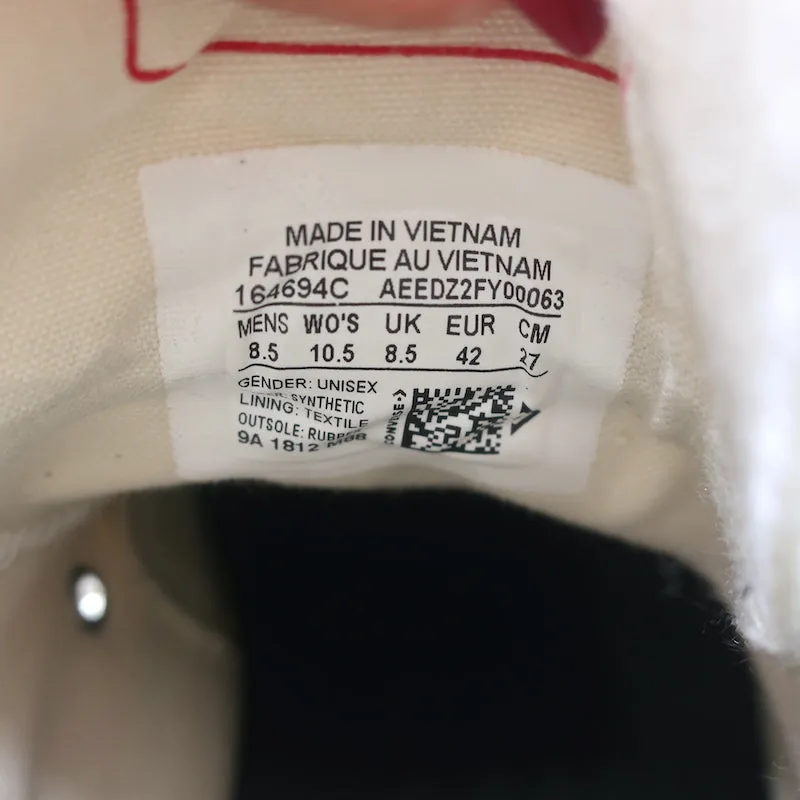 MADE IN VIETNAM
FABRIQUE AU VIETNAM
164694C AEEDZ2FY00063
MENS WO'S UK EUR CM
8.5 10.5 8.5 42 27
GENDER: UNISEX
SYNTHETIC
LINING: TEXTILE
OUTSOLE: RUBBER
9A 1812
CONVERSE